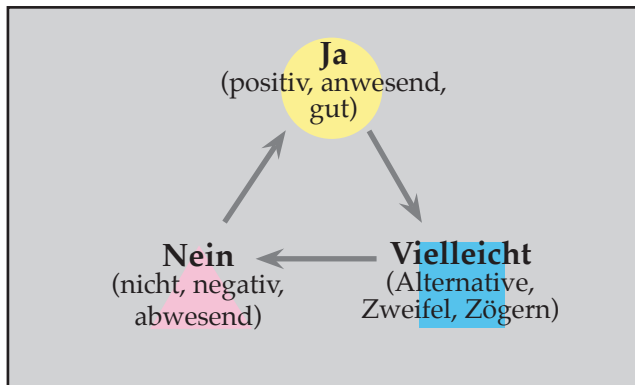 Ja
(positiv, anwesend,
gut)
Nein
(nicht, negativ,
abwesend)
Vielleicht
(Alternative,
Zweifel, Zögern)